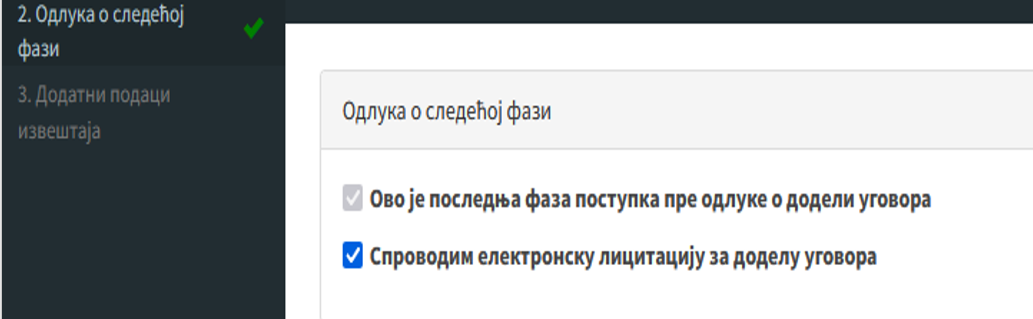 2. Одлука о следећој
фази
3. Додатни подаци
извештаја
Одлука о следећој фази
Ово је последња фаза поступка пре одлуке о додели уговора
Спроводим електронску лицитацију за доделу уговора